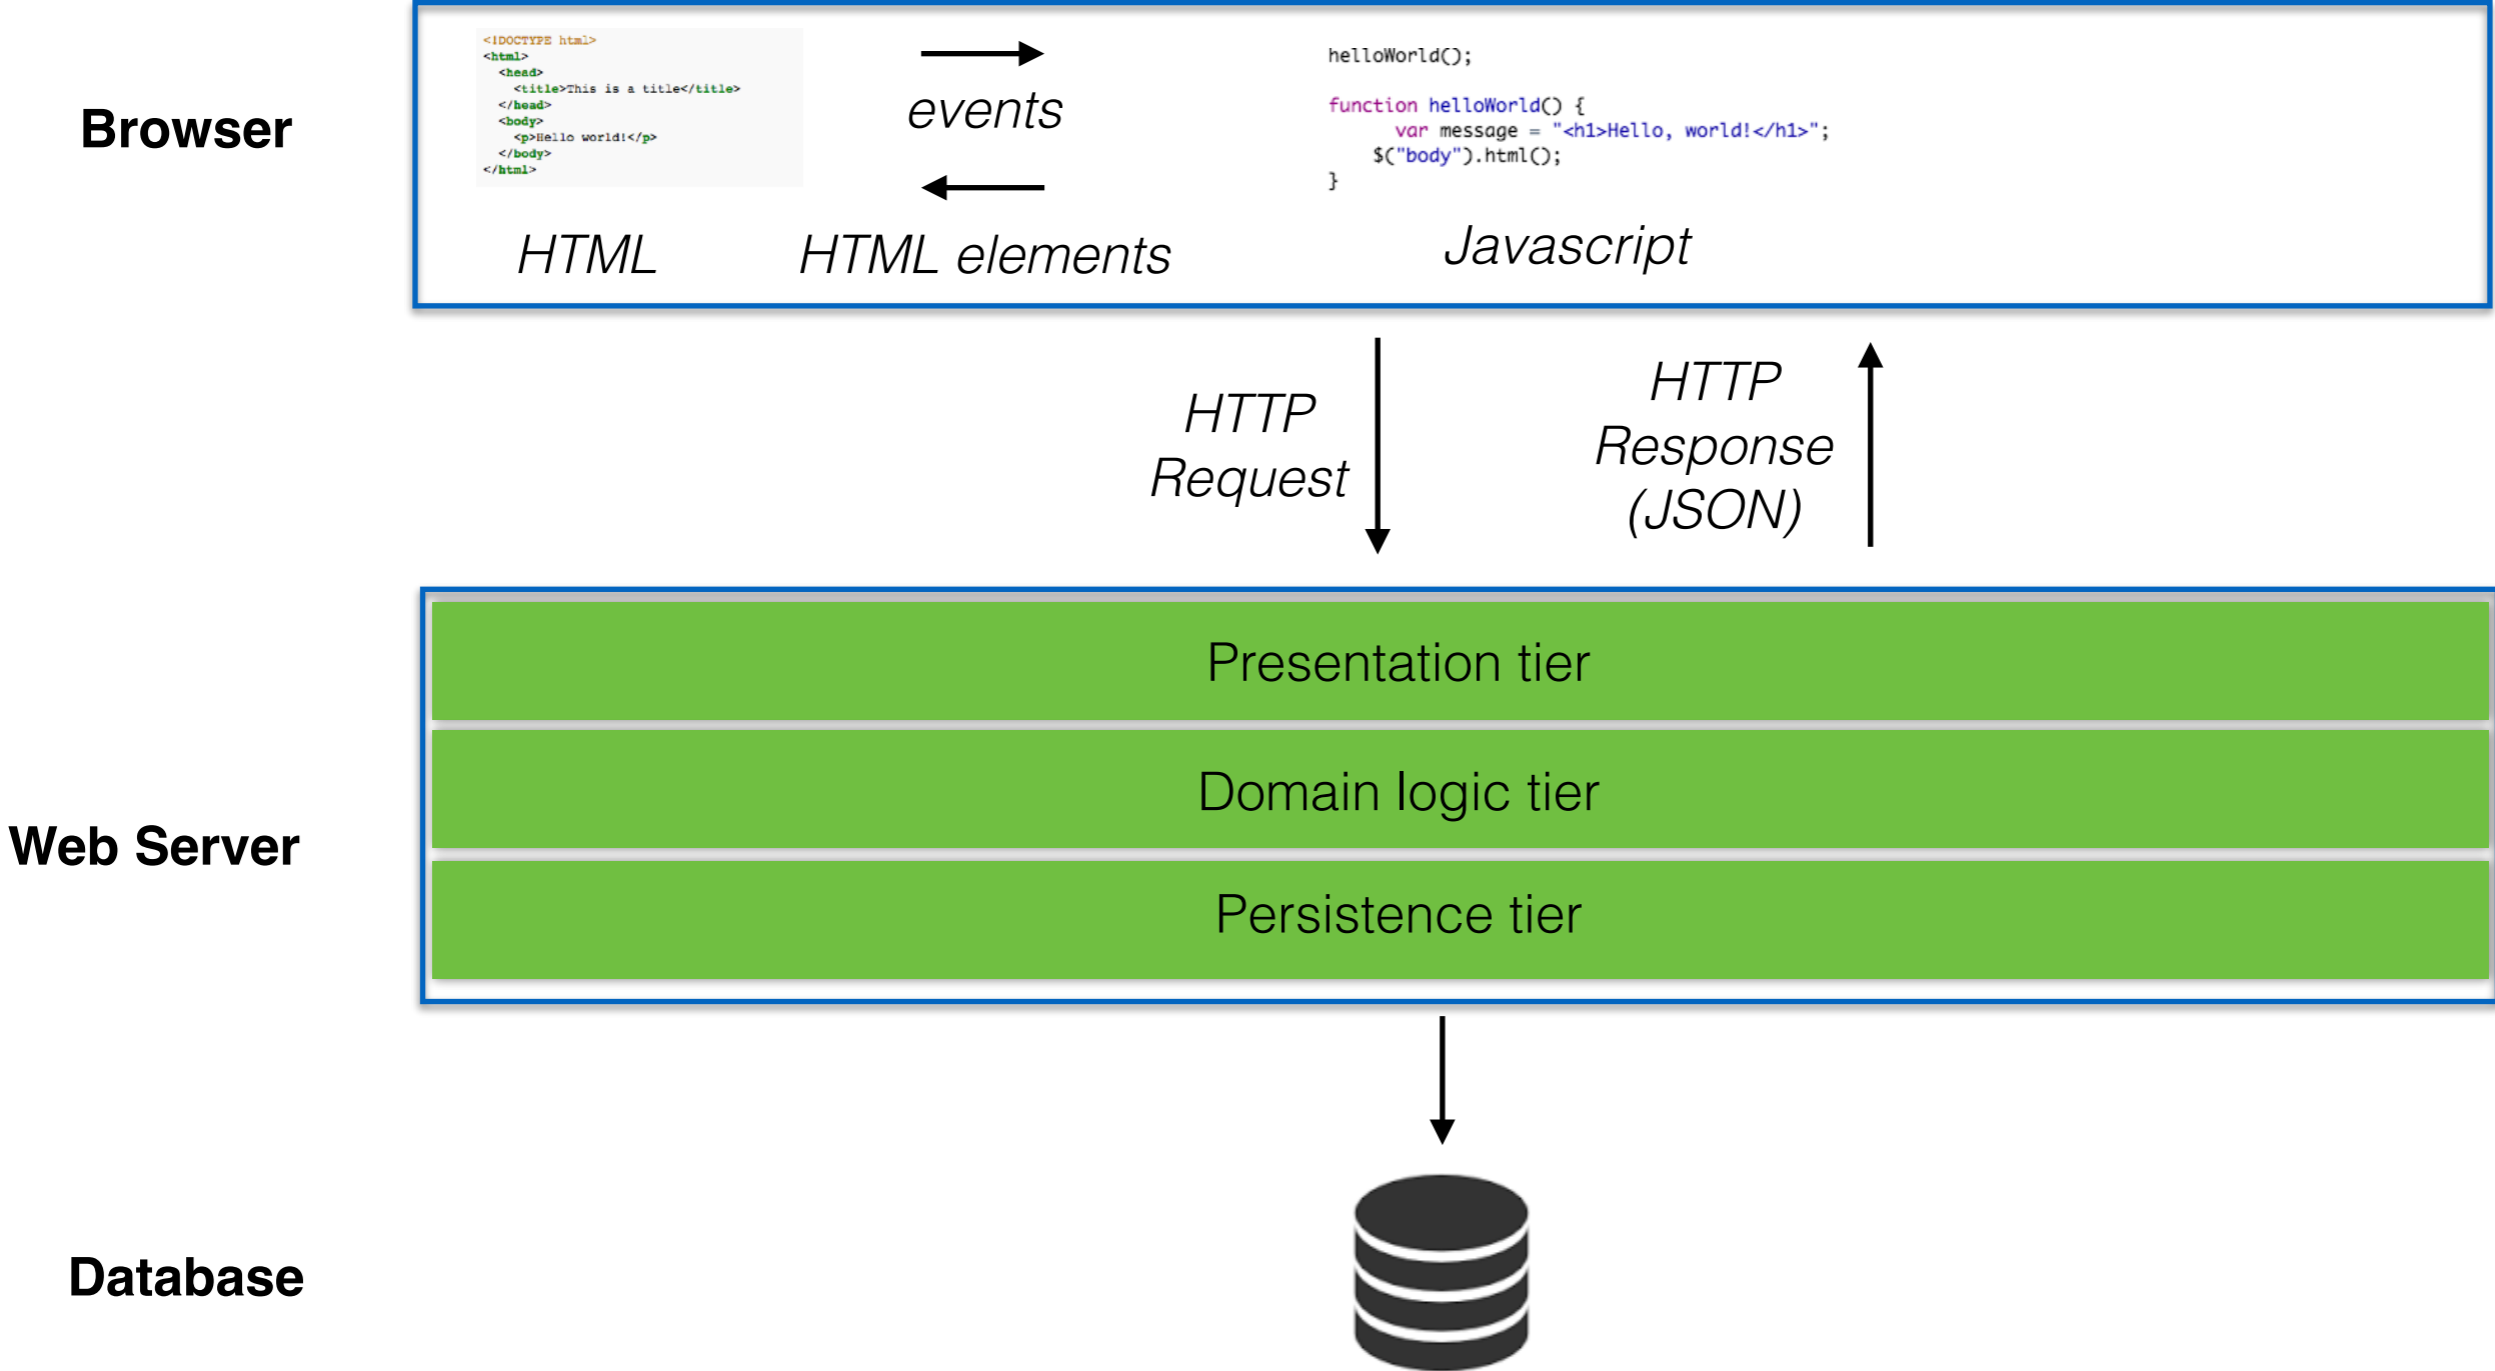 Browser
<!DOCTYPE html>
<html>
<head>
<title>This is a title</title>
</head>
<body>
<p>Hello world!</p>
</body>
</html>
HTML
events
HTML elements
helloWorld();
function helloWorld() {
var message = "<h1>Hello, world!</h1>";
$("body").html();
}
Javascript
HTTP
Request
HTTP
Response
(JSON)
Web Server
Presentation tier
Domain logic tier
Persistence tier
Database